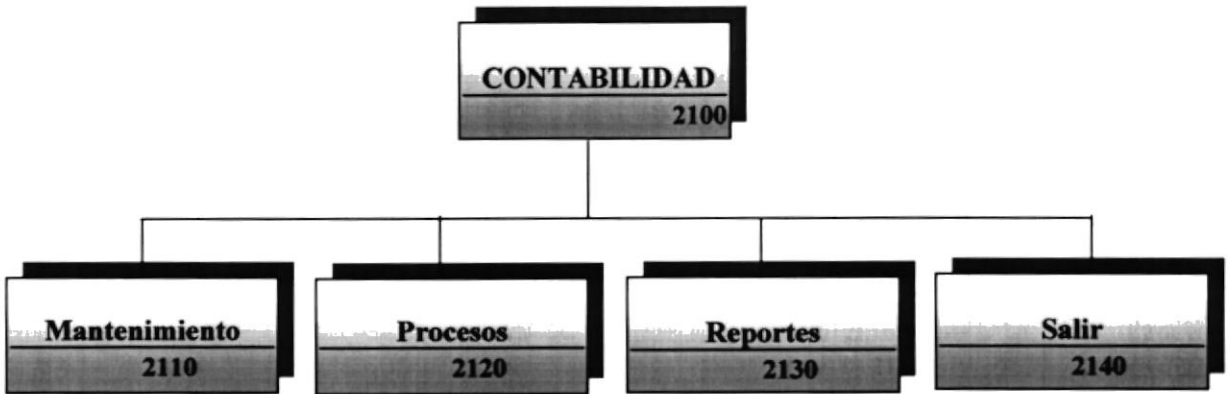 CONTABILIDAD
2100
Mantenimiento
2110
Procesos
2120
Reportes
2130
Salir
2140